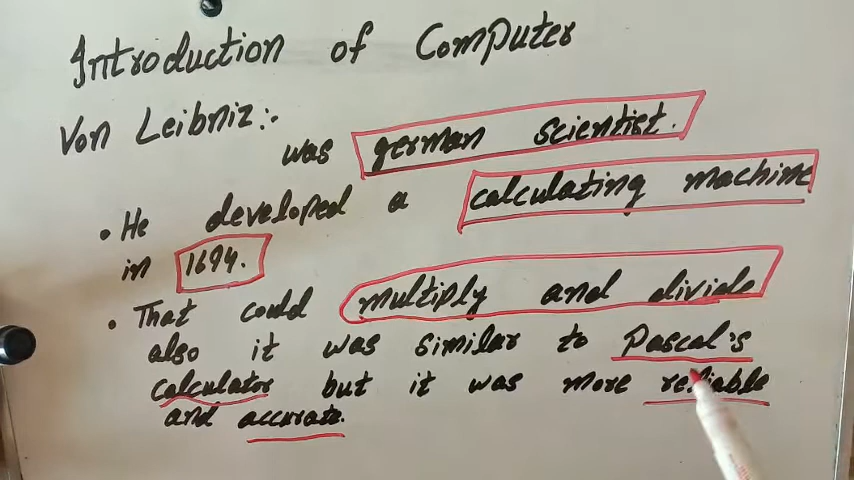 Introduction of Computer
Von Leibniz:-
was german scientist.
• He developed a calculating machine
in 1694.
• That could multiply and divide
also it was similar to Pascal's
calculator but it was more reliable
and accurate.